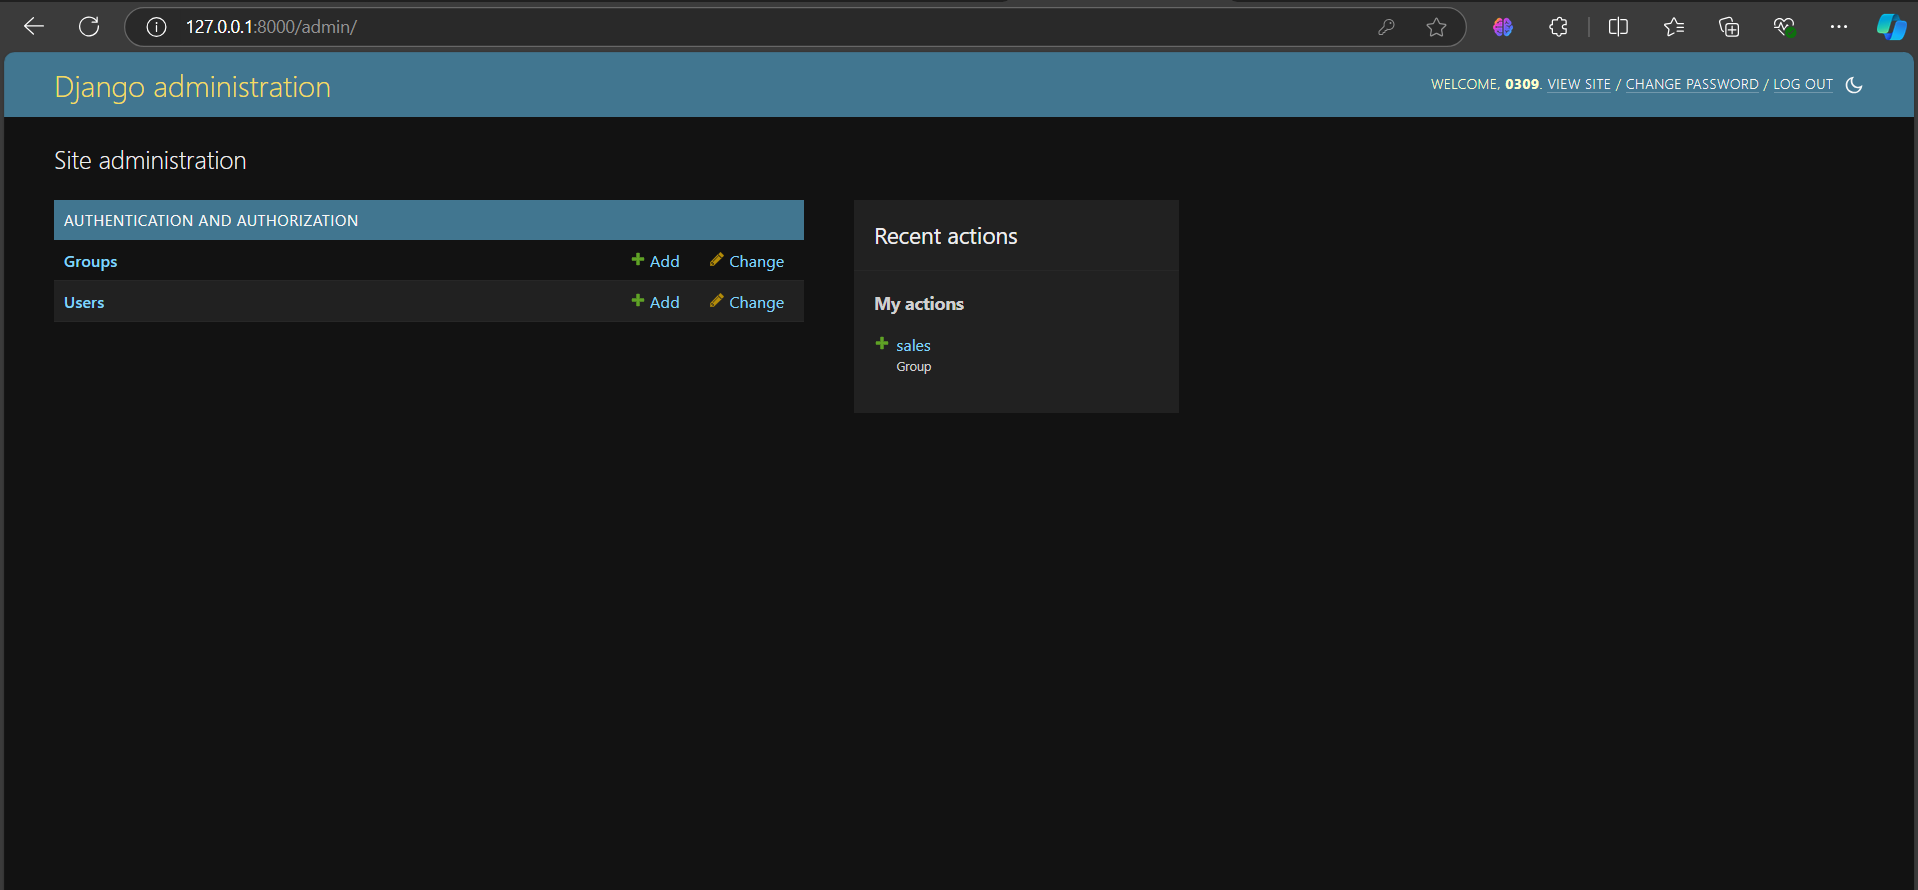 127.0.0.1:8000/admin/
Django administration
WELCOME, 0309. VIEW SITE / CHANGE PASSWORD / LOG OUT
Site administration
AUTHENTICATION AND AUTHORIZATION
Groups Add Change
Users Add Change
Recent actions
My actions
sales
Group